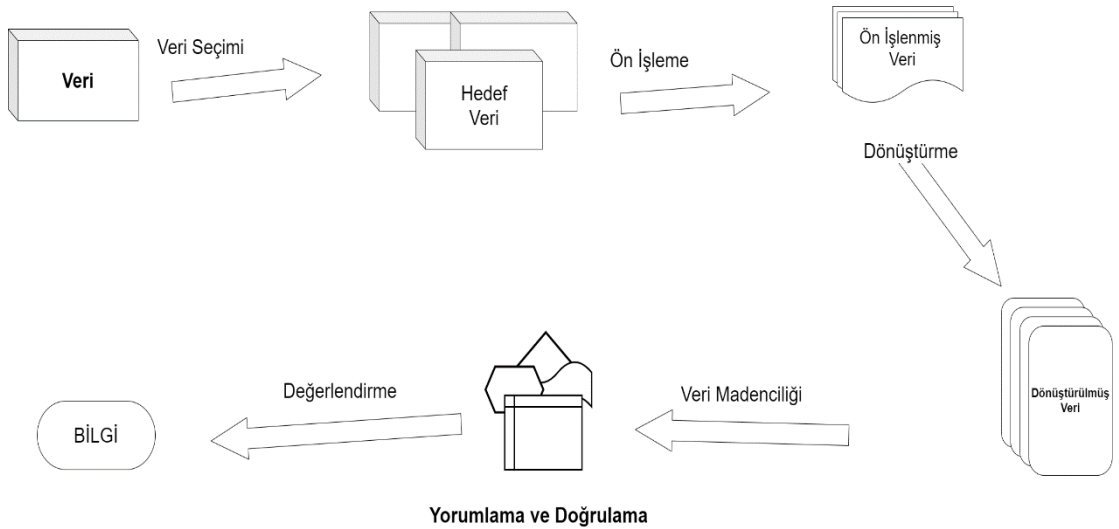 Veri
Veri Seçimi
Hedef
Veri
Ön İşleme
Ön İşlenmiş
Veri
Dönüştürme
Dönüştürülmüş
Veri
Veri Madenciliği
Değerlendirme
BİLGİ
Yorumlama ve Doğrulama